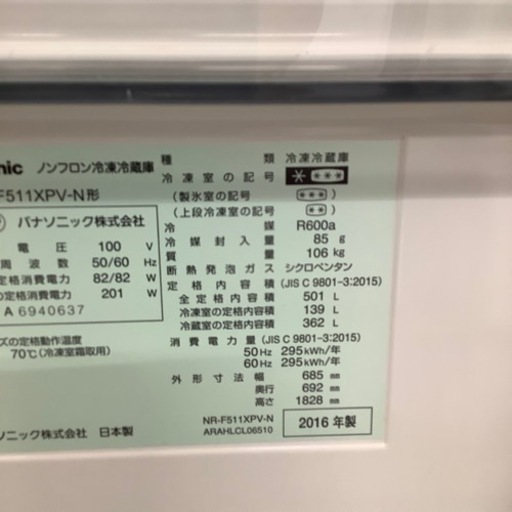 nic ノンフロン冷凍冷蔵庫
F511XPV-N形
パナソニック株式会社
電圧 100 V
周波数 50/60 Hz
定格消費電力 82/82 W
の定格消費電力 201 W
A 6940637
ズの定格動作温度
70℃(冷凍室霜取用)
ソニック株式会社 日本製
種類 冷凍冷蔵庫
冷凍室の記号 * ***
(製氷室の記号) ***
(上段冷凍室の記号) **
冷媒 R600a
冷媒封入量 85 g
質量 106 kg
断熱発泡ガス シクロペンタン
定格内容積 (JIS C 9801-3:2015)
全定格内容積 501 L
冷凍室の定格内容積 139 L
冷蔵室の定格内容積 362 L
消費電力量 (JIS C 9801-3:2015)
50Hz 295kWh/年
60Hz 295kWh/年
外形寸法 幅 685 mm
奥行 692 mm
高さ 1828 mm
NR-F511XPV-N
ARAHLCL06510
2016 年製